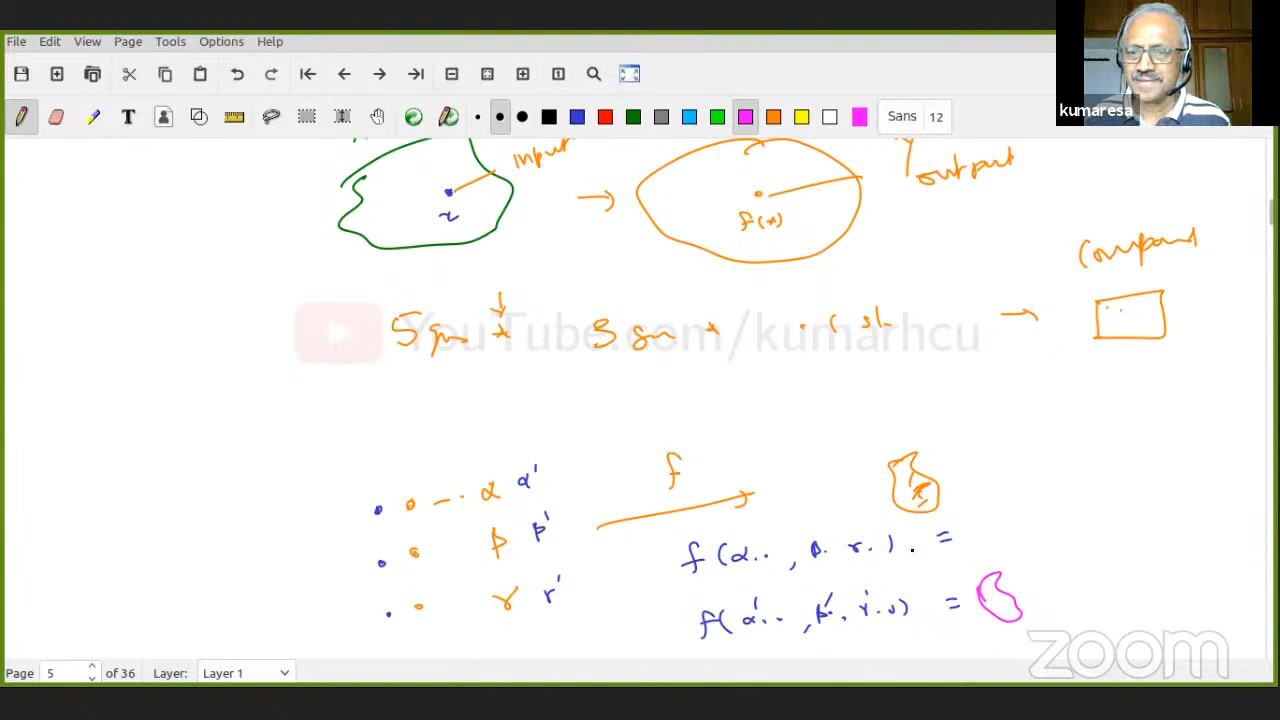 File Edit View Page Tools Options Help
kumaresa
Sans 12
input
output
x
f(x)
YouTube.com/kumarhcu
α α'
f
β β'
f(α.. , β. r.) . =
r r'
f(α'.. , β'.. r'..) =
zoom
Page 5 of 36 Layer: Layer 1